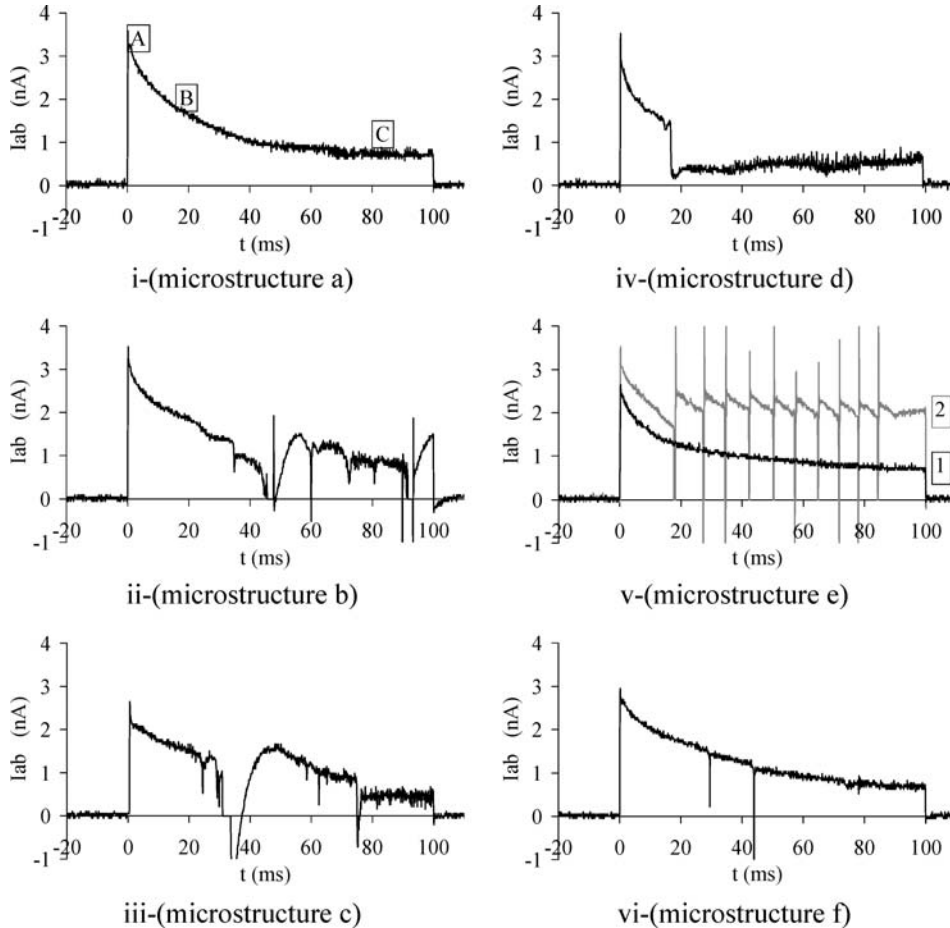 4
3
2
1
0
-1
Iab (nA)
A
B
C
-20 0 20 40 60 80 100
t (ms)
i-(microstructure a)
4
3
2
1
0
-1
Iab (nA)
-20 0 20 40 60 80 100
t (ms)
iv-(microstructure d)
4
3
2
1
0
-1
Iab (nA)
-20 0 20 40 60 80 100
t (ms)
ii-(microstructure b)
4
3
2
1
0
-1
Iab (nA)
2
1
-20 0 20 40 60 80 100
t (ms)
v-(microstructure e)
4
3
2
1
0
-1
Iab (nA)
-20 0 20 40 60 80 100
t (ms)
iii-(microstructure c)
4
3
2
1
0
-1
Iab (nA)
-20 0 20 40 60 80 100
t (ms)
vi-(microstructure f)